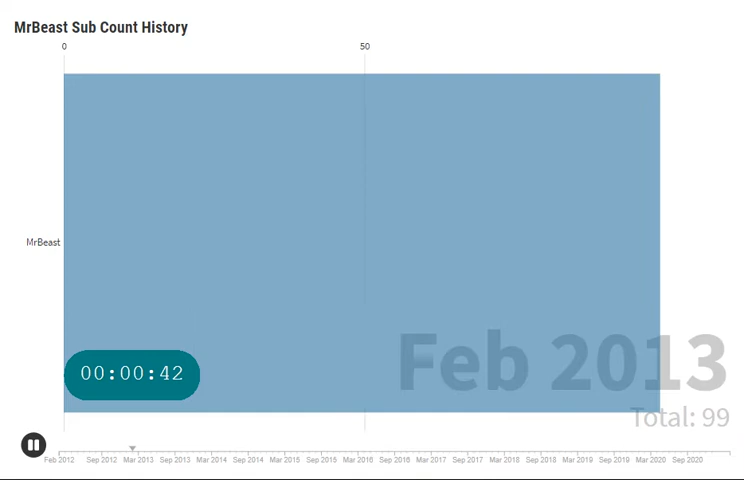 MrBeast Sub Count History
0 50
MrBeast
Feb 2013
00:00:42
Total: 99
Feb 2012 Sep 2012 Mar 2013 Sep 2013 Mar 2014 Sep 2014 Mar 2015 Sep 2015 Mar 2016 Sep 2016 Mar 2017 Sep 2017 Mar 2018 Sep 2018 Mar 2019 Sep 2019 Mar 2020 Sep 2020